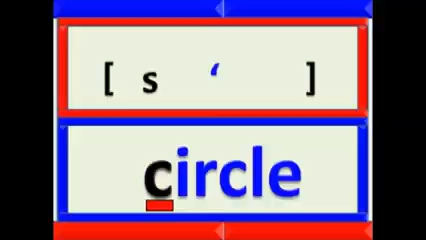 [ s ‘ ]
circle